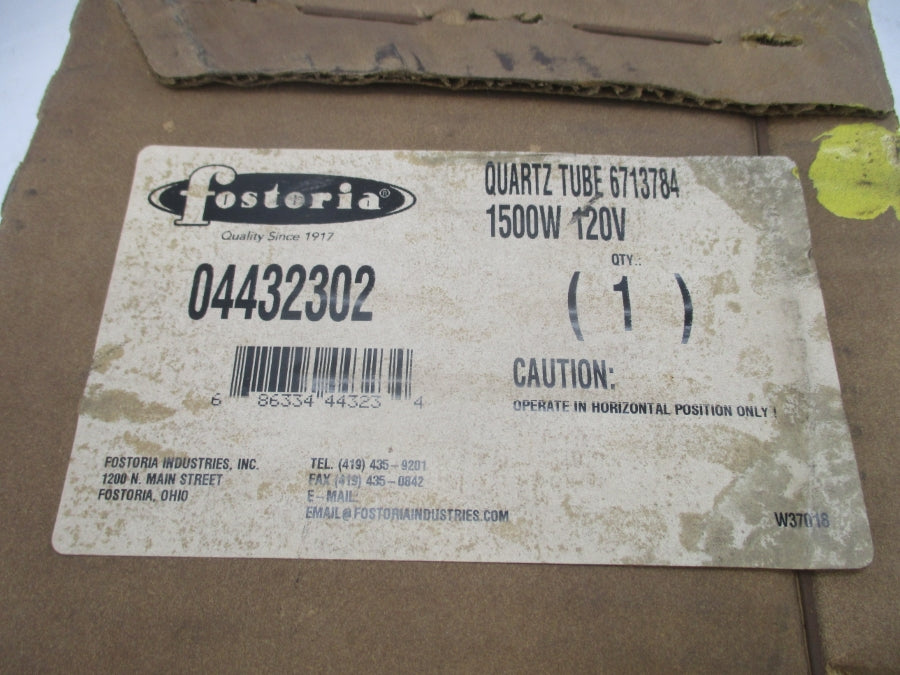 fostoria®
Quality Since 1917
QUARTZ TUBE 6713784
1500W 120V
04432302
QTY.:
( 1 )
CAUTION:
OPERATE IN HORIZONTAL POSITION ONLY !
6 86334 44323 4
FOSTORIA INDUSTRIES, INC.
1200 N. MAIN STREET
FOSTORIA, OHIO
TEL. (419) 435-9201
FAX (419) 435-0842
E-MAIL:
EMAIL@FOSTORIAINDUSTRIES.COM
W37018